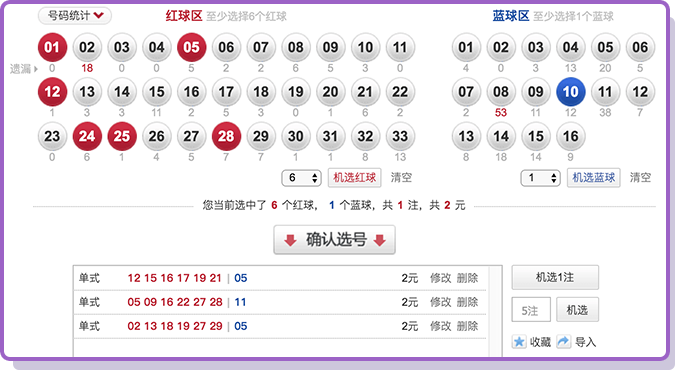 号码统计 红球区 至少选择6个红球 蓝球区 至少选择1个蓝球
01 02 03 04 05 06 07 08 09 10 11 01 02 03 04 05 06
遗漏 0 18 0 0 5 2 2 6 5 3 0 4 0 3 13 20 5
12 13 14 15 16 17 18 19 20 21 22 07 08 09 10 11 12
1 3 3 11 2 5 3 0 1 6 2 2 53 11 12 38 7
23 24 25 26 27 28 29 30 31 32 33 13 14 15 16
0 6 1 4 5 7 7 1 1 8 13 8 18 14 9
6 机选红球 清空 1 机选蓝球 清空
您当前选中了 6 个红球， 1 个蓝球，共 1 注，共 2 元
确认选号
单式 12 15 16 17 19 21 | 05 2元 修改 删除 机选1注
单式 05 09 16 22 27 28 | 11 2元 修改 删除 5注 机选
单式 02 13 18 19 27 29 | 05 2元 修改 删除
收藏 导入